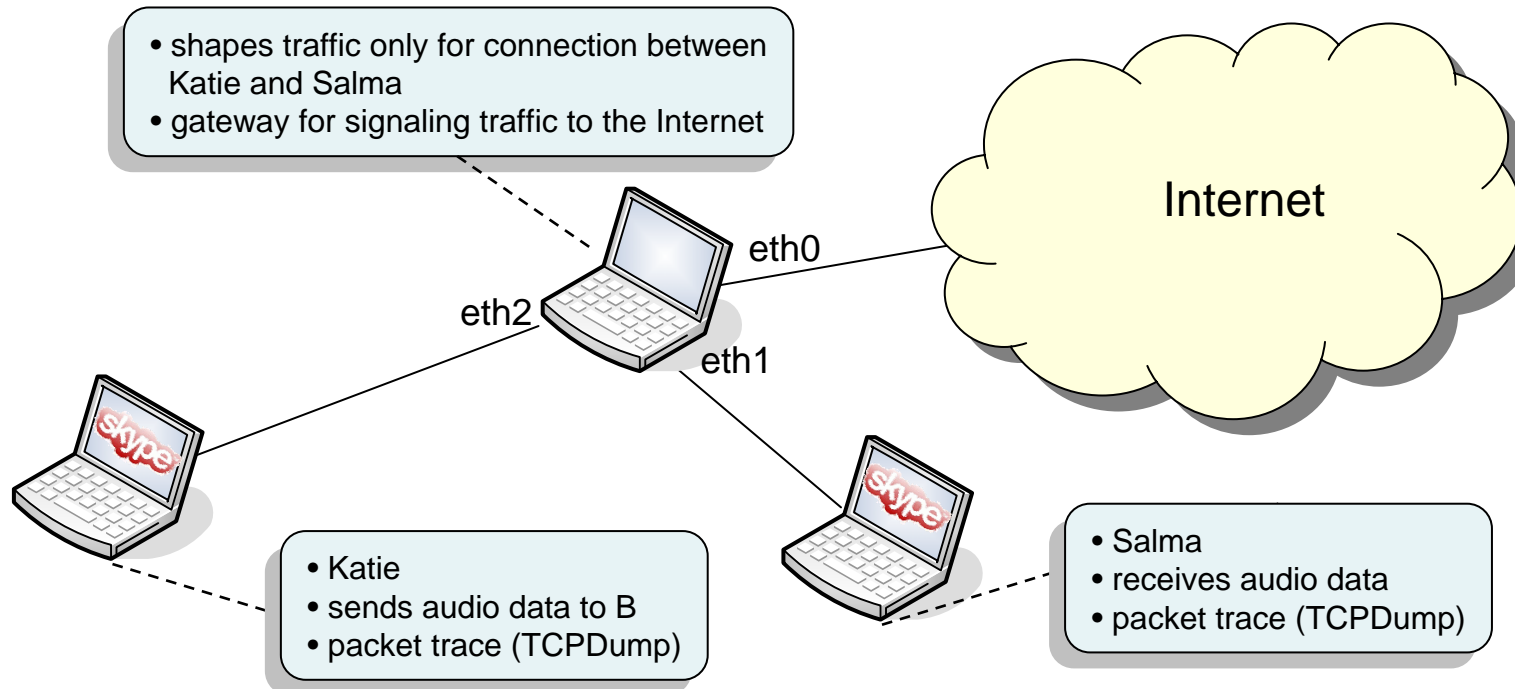 • shapes traffic only for connection between
Katie and Salma
• gateway for signaling traffic to the Internet
Internet
eth0
eth2
eth1
skype
skype
• Katie
• sends audio data to B
• packet trace (TCPDump)
• Salma
• receives audio data
• packet trace (TCPDump)